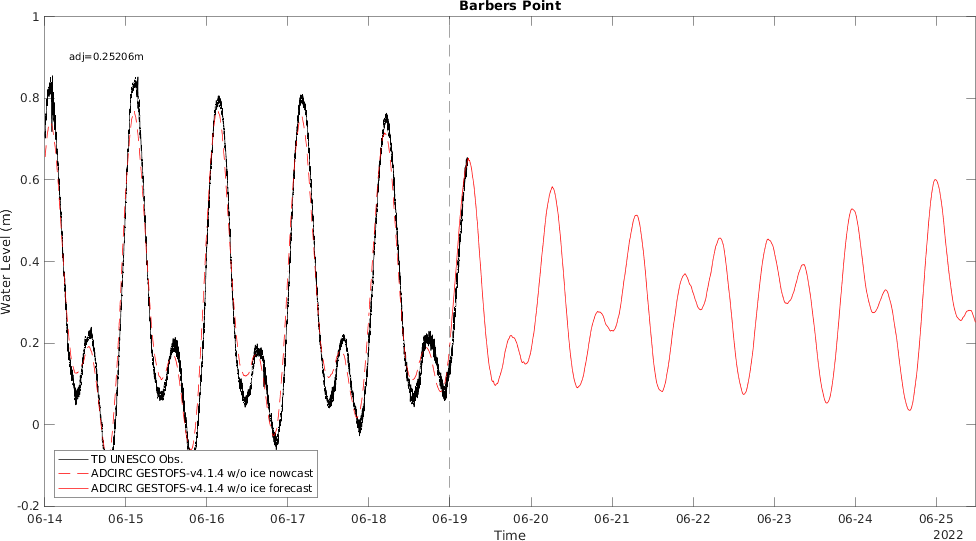 Barbers Point
adj=0.25206m
Water Level (m)
1
0.8
0.6
0.4
0.2
0
-0.2
TD UNESCO Obs.
ADCIRC GESTOFS-v4.1.4 w/o ice nowcast
ADCIRC GESTOFS-v4.1.4 w/o ice forecast
06-14 06-15 06-16 06-17 06-18 06-19 06-20 06-21 06-22 06-23 06-24 06-25
Time
2022